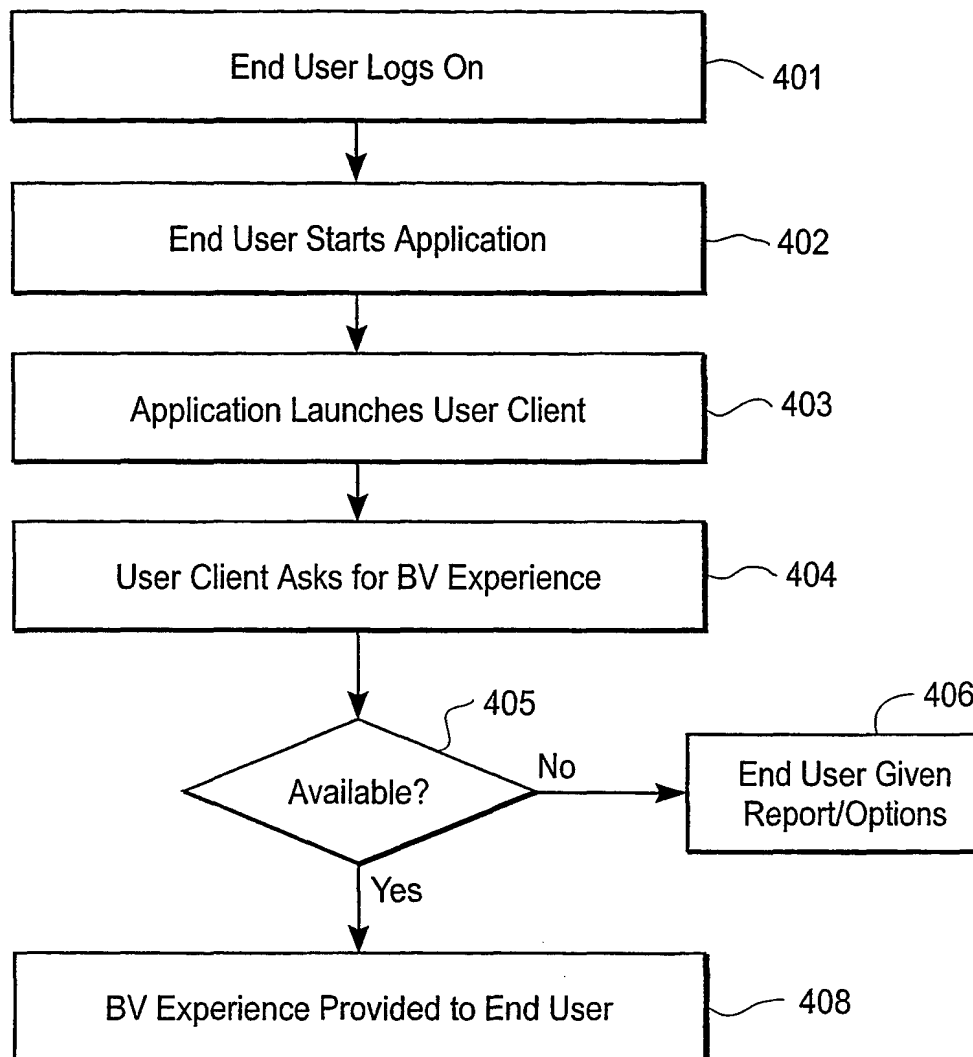 End User Logs On
401
End User Starts Application
402
Application Launches User Client
403
User Client Asks for BV Experience
404
405
Available?
No
406
End User Given
Report/Options
Yes
BV Experience Provided to End User
408